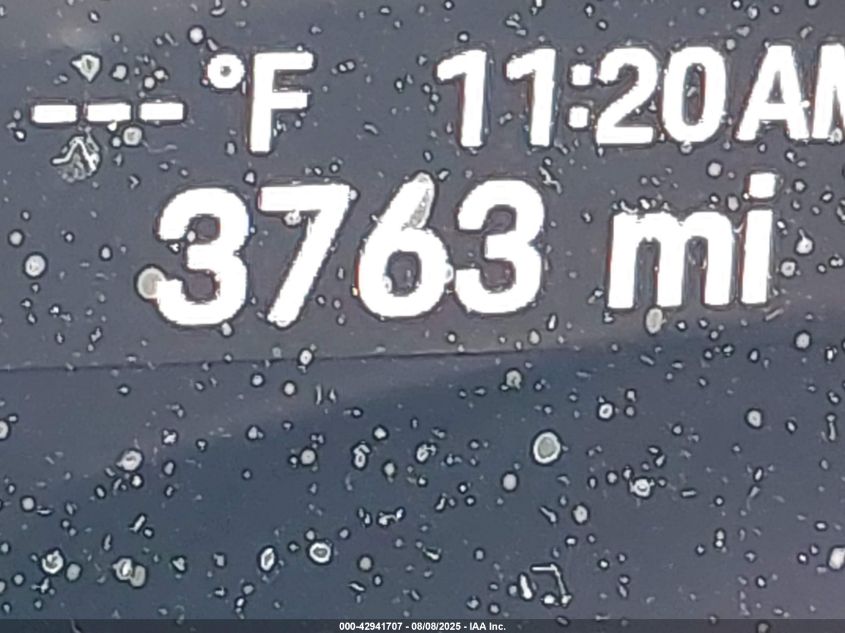 ---°F 11:20AM
3763 mi
000-42941707 - 08/08/2025 - IAA Inc.